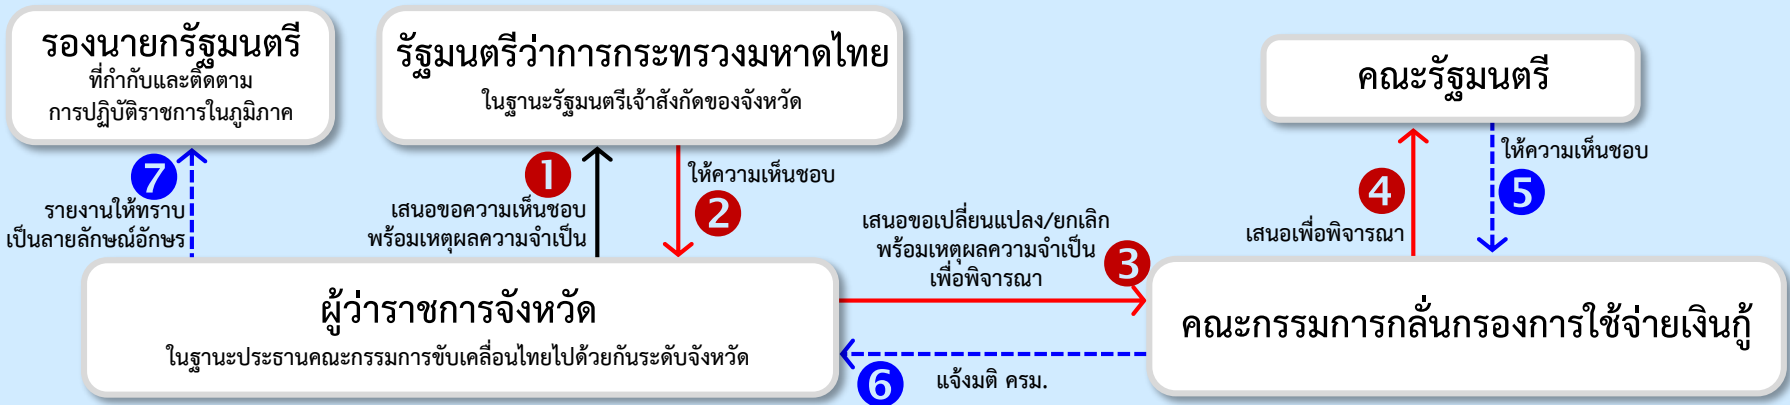 รองนายกรัฐมนตรี
ที่กำกับและติดตาม
การปฏิบัติราชการในภูมิภาค
รัฐมนตรีว่าการกระทรวงมหาดไทย
ในฐานะรัฐมนตรีเจ้าสังกัดของจังหวัด
คณะรัฐมนตรี
7
รายงานให้ทราบ
เป็นลายลักษณ์อักษร
1
เสนอขอความเห็นชอบ
พร้อมเหตุผลความจำเป็น
ให้ความเห็นชอบ
2
เสนอขอเปลี่ยนแปลง/ยกเลิก
พร้อมเหตุผลความจำเป็น
เพื่อพิจารณา
3
4
เสนอเพื่อพิจารณา
ให้ความเห็นชอบ
5
ผู้ว่าราชการจังหวัด
ในฐานะประธานคณะกรรมการขับเคลื่อนไทยไปด้วยกันระดับจังหวัด
6
แจ้งมติ ครม.
คณะกรรมการกลั่นกรองการใช้จ่ายเงินกู้